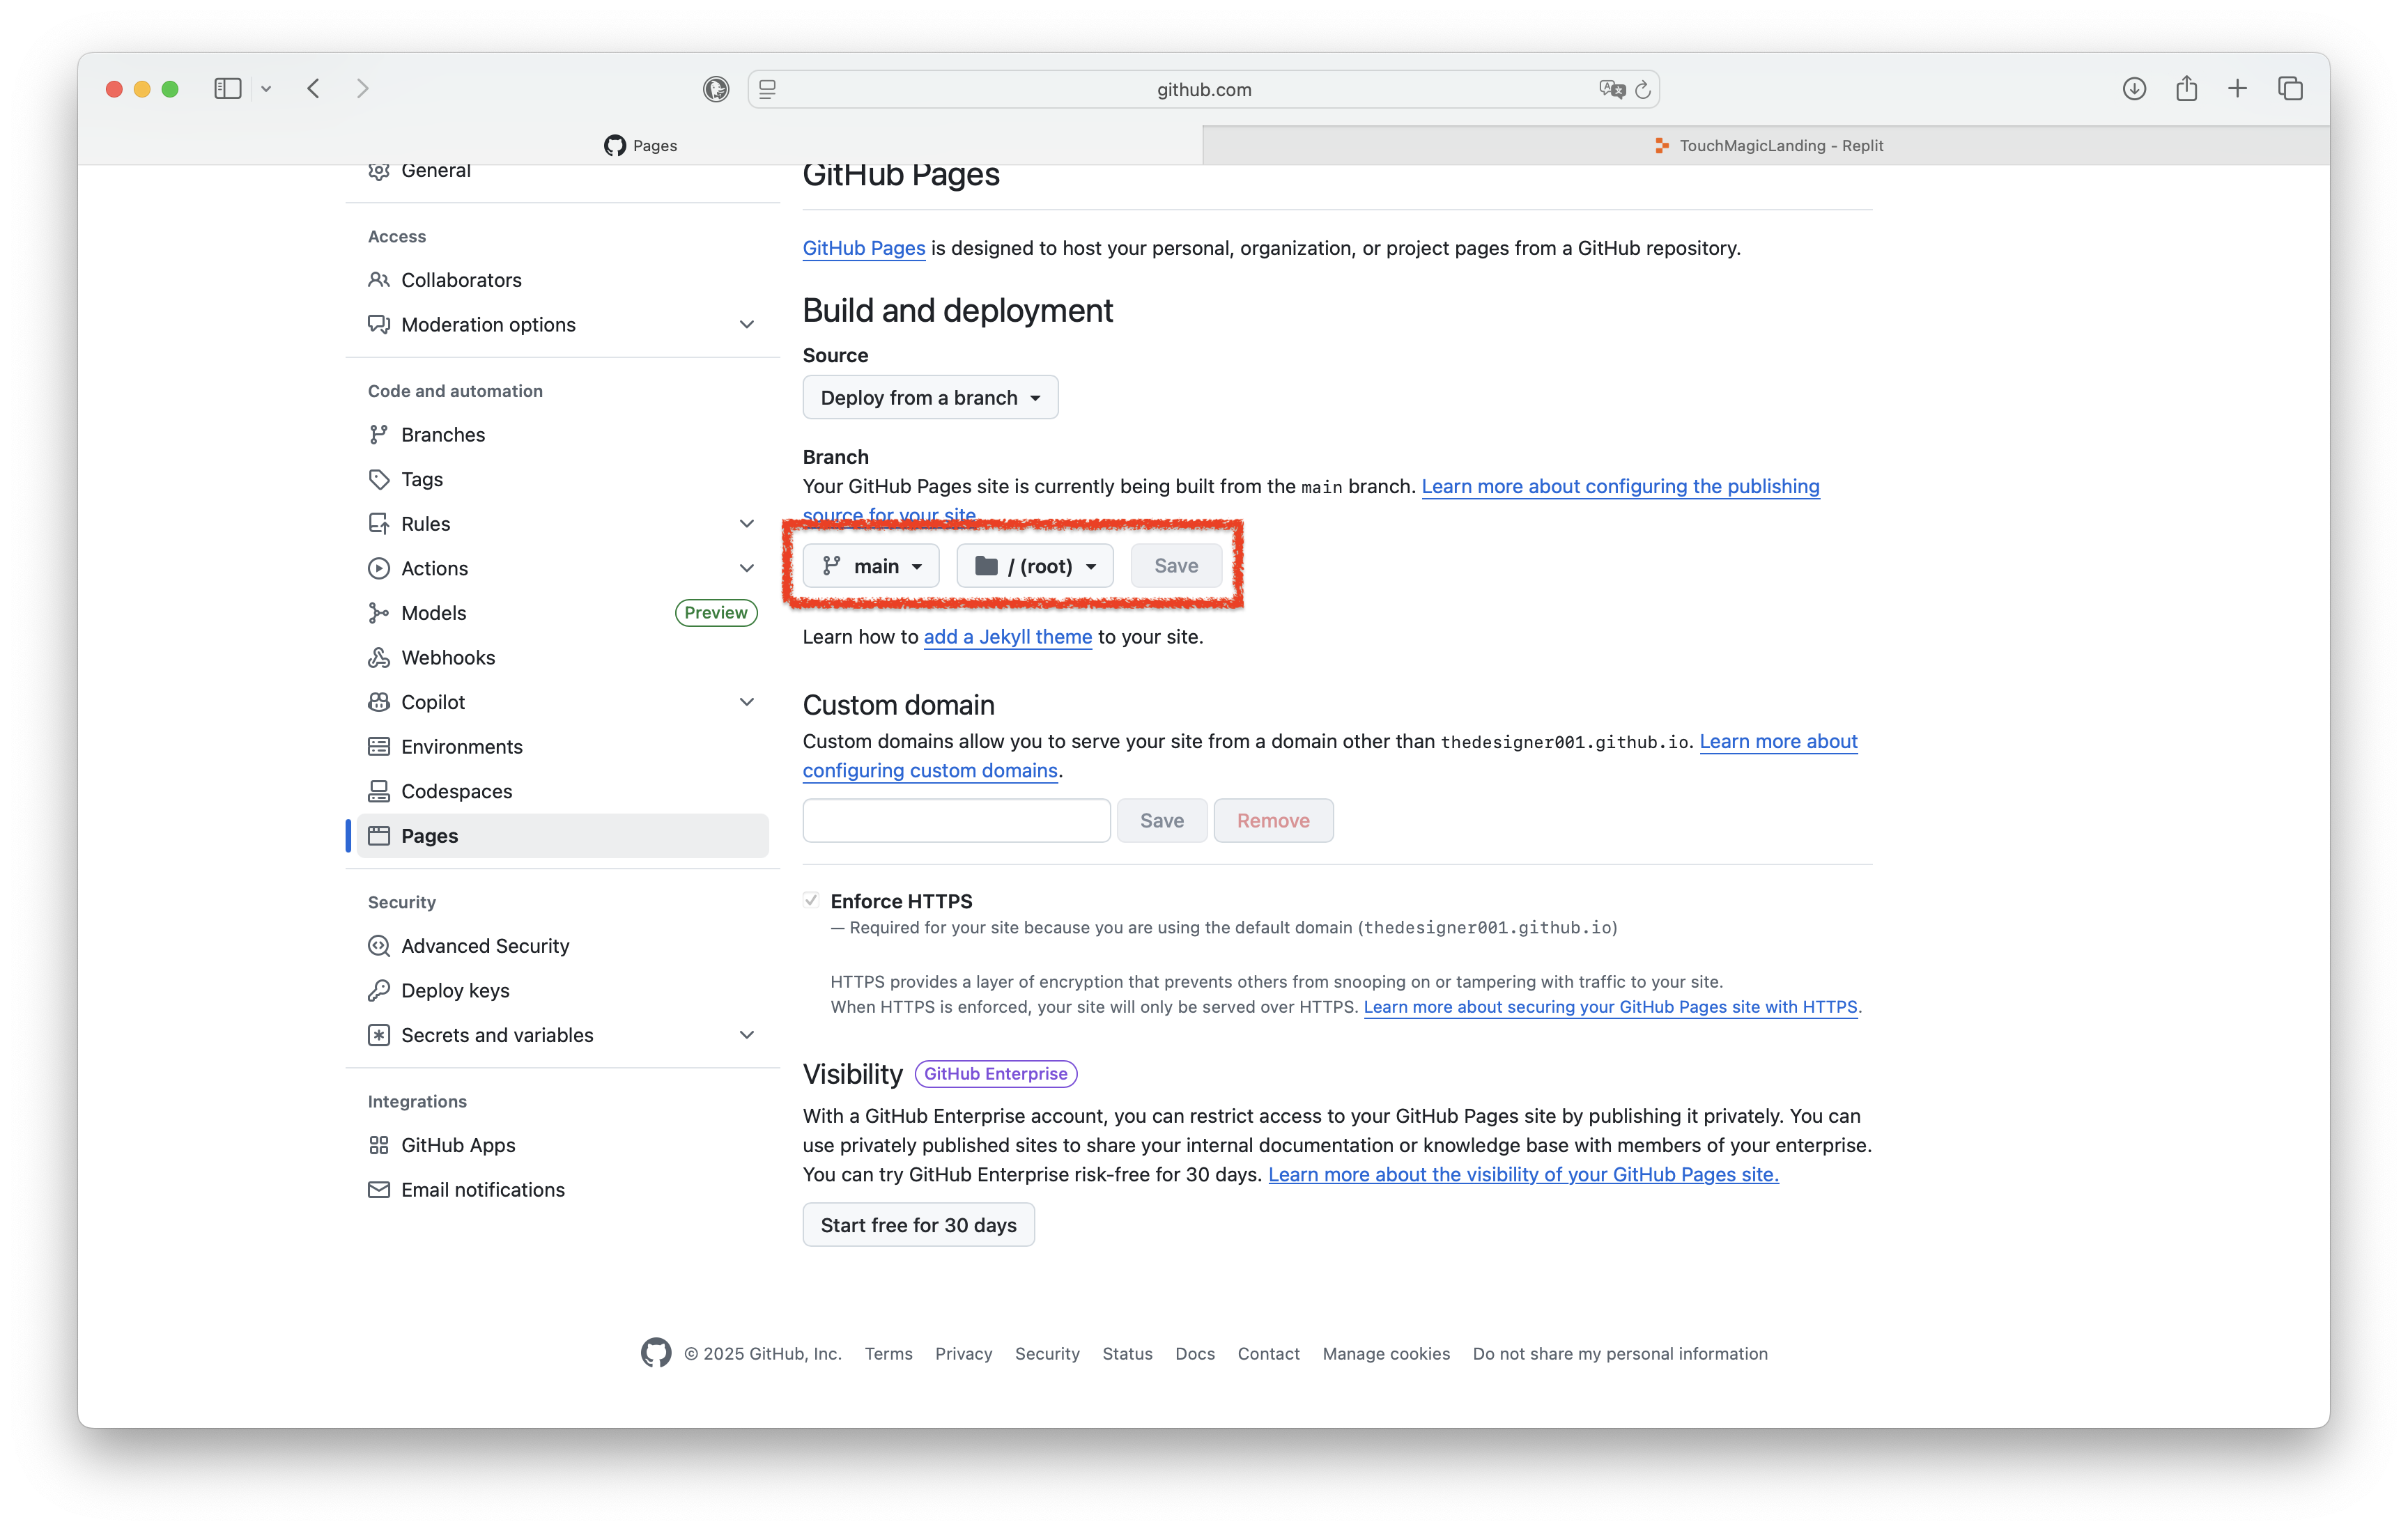 github.com
Pages
TouchMagicLanding - Replit
General
Access
Collaborators
Moderation options
Code and automation
Branches
Tags
Rules
Actions
Models
Preview
Webhooks
Copilot
Environments
Codespaces
Pages
Security
Advanced Security
Deploy keys
Secrets and variables
Integrations
GitHub Apps
Email notifications
GitHub Pages
GitHub Pages is designed to host your personal, organization, or project pages from a GitHub repository.
Build and deployment
Source
Deploy from a branch
Branch
Your GitHub Pages site is currently being built from the main branch. Learn more about configuring the publishing
source for your site.
main
/ (root)
Save
Learn how to add a Jekyll theme to your site.
Custom domain
Custom domains allow you to serve your site from a domain other than thedesigner001.github.io. Learn more about
configuring custom domains.
Save
Remove
Enforce HTTPS
— Required for your site because you are using the default domain (thedesigner001.github.io)
HTTPS provides a layer of encryption that prevents others from snooping on or tampering with traffic to your site.
When HTTPS is enforced, your site will only be served over HTTPS. Learn more about securing your GitHub Pages site with HTTPS.
Visibility
GitHub Enterprise
With a GitHub Enterprise account, you can restrict access to your GitHub Pages site by publishing it privately. You can
use privately published sites to share your internal documentation or knowledge base with members of your enterprise.
You can try GitHub Enterprise risk-free for 30 days. Learn more about the visibility of your GitHub Pages site.
Start free for 30 days
© 2025 GitHub, Inc. Terms Privacy Security Status Docs Contact Manage cookies Do not share my personal information